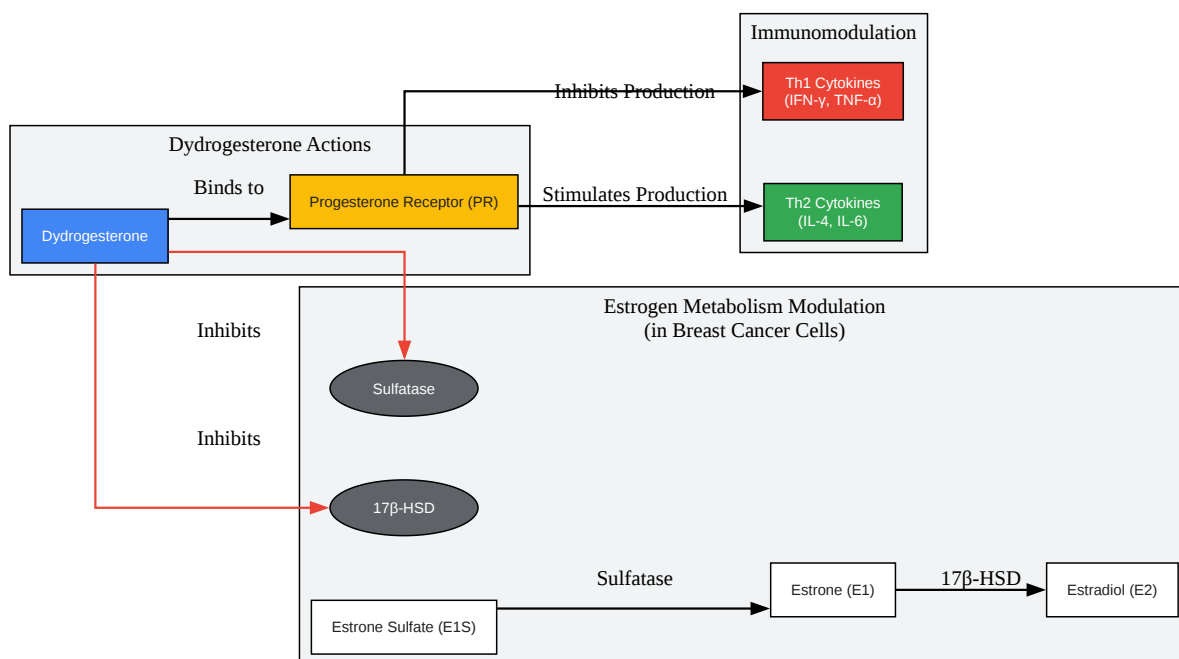 Immunomodulation
Th1 Cytokines
(IFN-γ, TNF-α)
Inhibits Production
Dydrogesterone Actions
Binds to
Progesterone Receptor (PR)
Stimulates Production
Th2 Cytokines
(IL-4, IL-6)
Dydrogesterone
Estrogen Metabolism Modulation
(in Breast Cancer Cells)
Inhibits
Sulfatase
Inhibits
17β-HSD
Sulfatase
17β-HSD
Estrone (E1)
Estradiol (E2)
Estrone Sulfate (E1S)